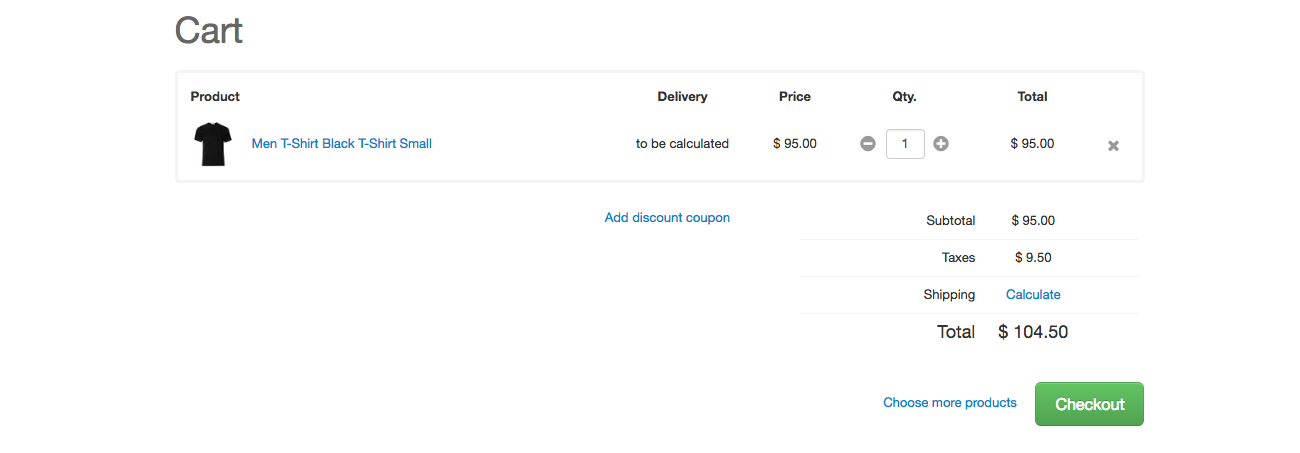 Cart
Product Delivery Price Qty. Total
Men T-Shirt Black T-Shirt Small to be calculated $ 95.00 1 $ 95.00
Add discount coupon Subtotal $ 95.00
Taxes $ 9.50
Shipping Calculate
Total $ 104.50
Choose more products Checkout